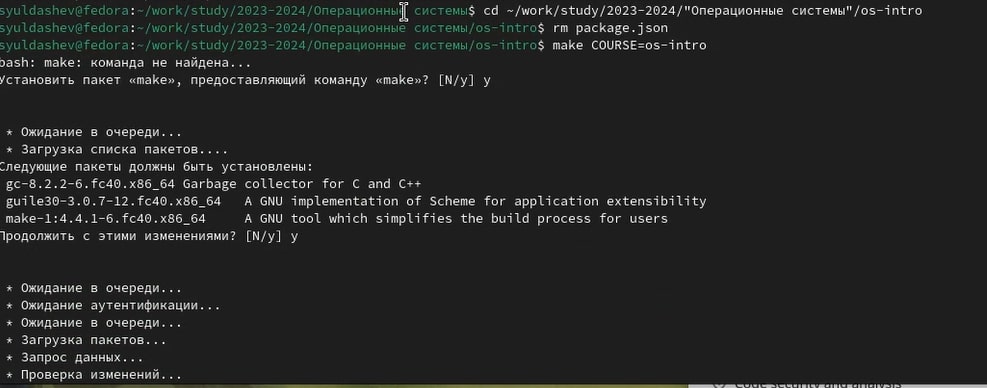 syuldashev@fedora:~/work/study/2023-2024/Операционные системы$ cd ~/work/study/2023-2024/"Операционные системы"/os-intro
syuldashev@fedora:~/work/study/2023-2024/Операционные системы/os-intro$ rm package.json
syuldashev@fedora:~/work/study/2023-2024/Операционные системы/os-intro$ make COURSE=os-intro
bash: make: команда не найдена...
Установить пакет «make», предоставляющий команду «make»? [N/y] y
* Ожидание в очереди...
* Загрузка списка пакетов....
Следующие пакеты должны быть установлены:
gc-8.2.2-6.fc40.x86_64 Garbage collector for C and C++
guile30-3.0.7-12.fc40.x86_64 A GNU implementation of Scheme for application extensibility
make-1:4.4.1-6.fc40.x86_64 A GNU tool which simplifies the build process for users
Продолжить с этими изменениями? [N/y] y
* Ожидание в очереди...
* Ожидание аутентификации...
* Ожидание в очереди...
* Загрузка пакетов...
* Запрос данных...
* Проверка изменений...